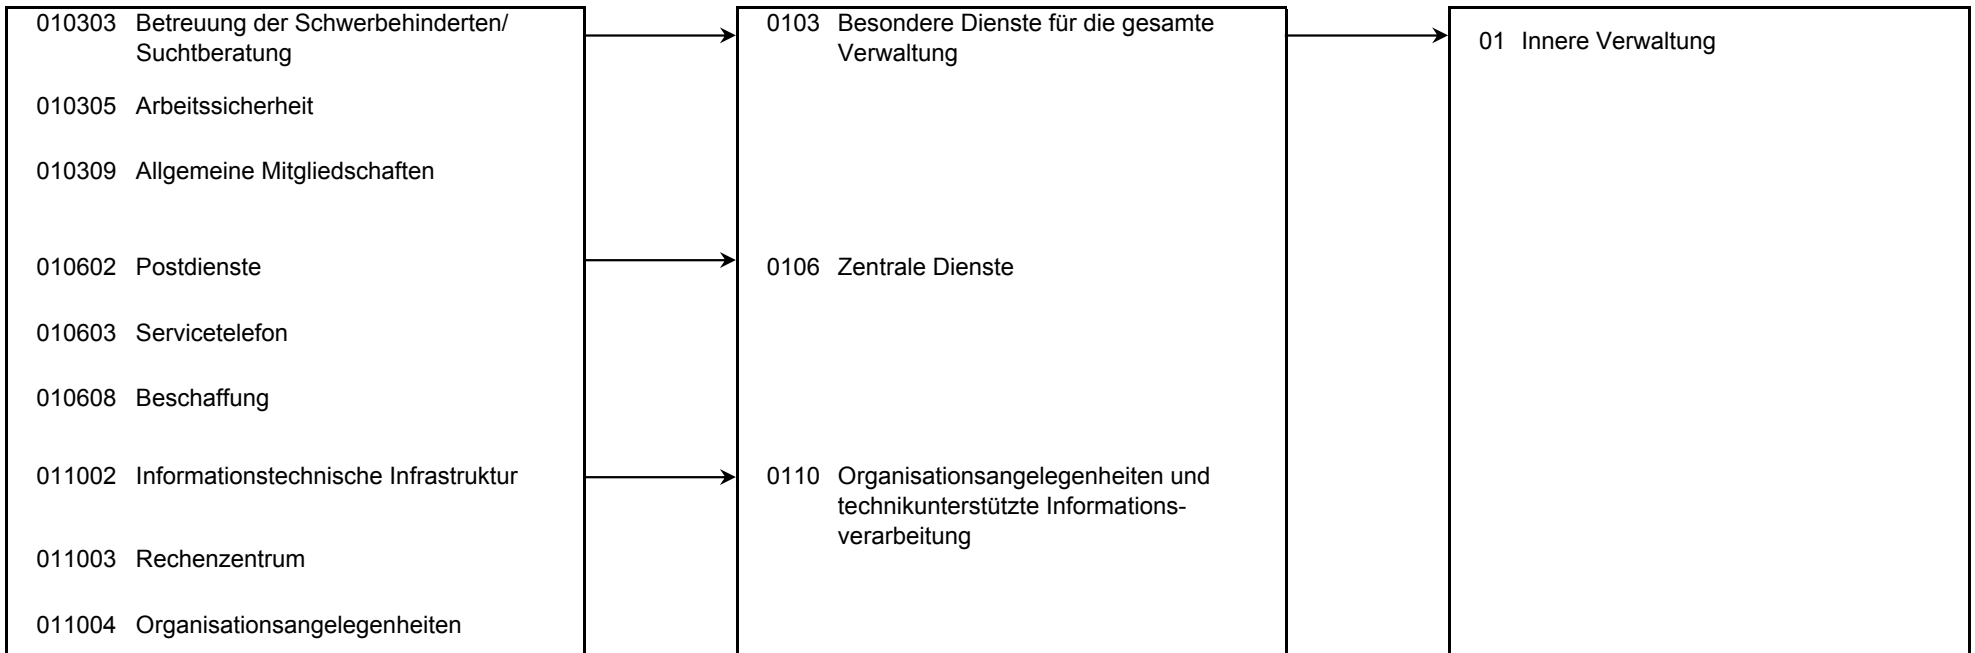 010303 Betreuung der Schwerbehinderten/
Suchtberatung
010305 Arbeitssicherheit
010309 Allgemeine Mitgliedschaften
010602 Postdienste
010603 Servicetelefon
010608 Beschaffung
011002 Informationstechnische Infrastruktur
011003 Rechenzentrum
011004 Organisationsangelegenheiten
0103 Besondere Dienste für die gesamte
Verwaltung
0106 Zentrale Dienste
0110 Organisationsangelegenheiten und
technikunterstützte Informations-
verarbeitung
01 Innere Verwaltung